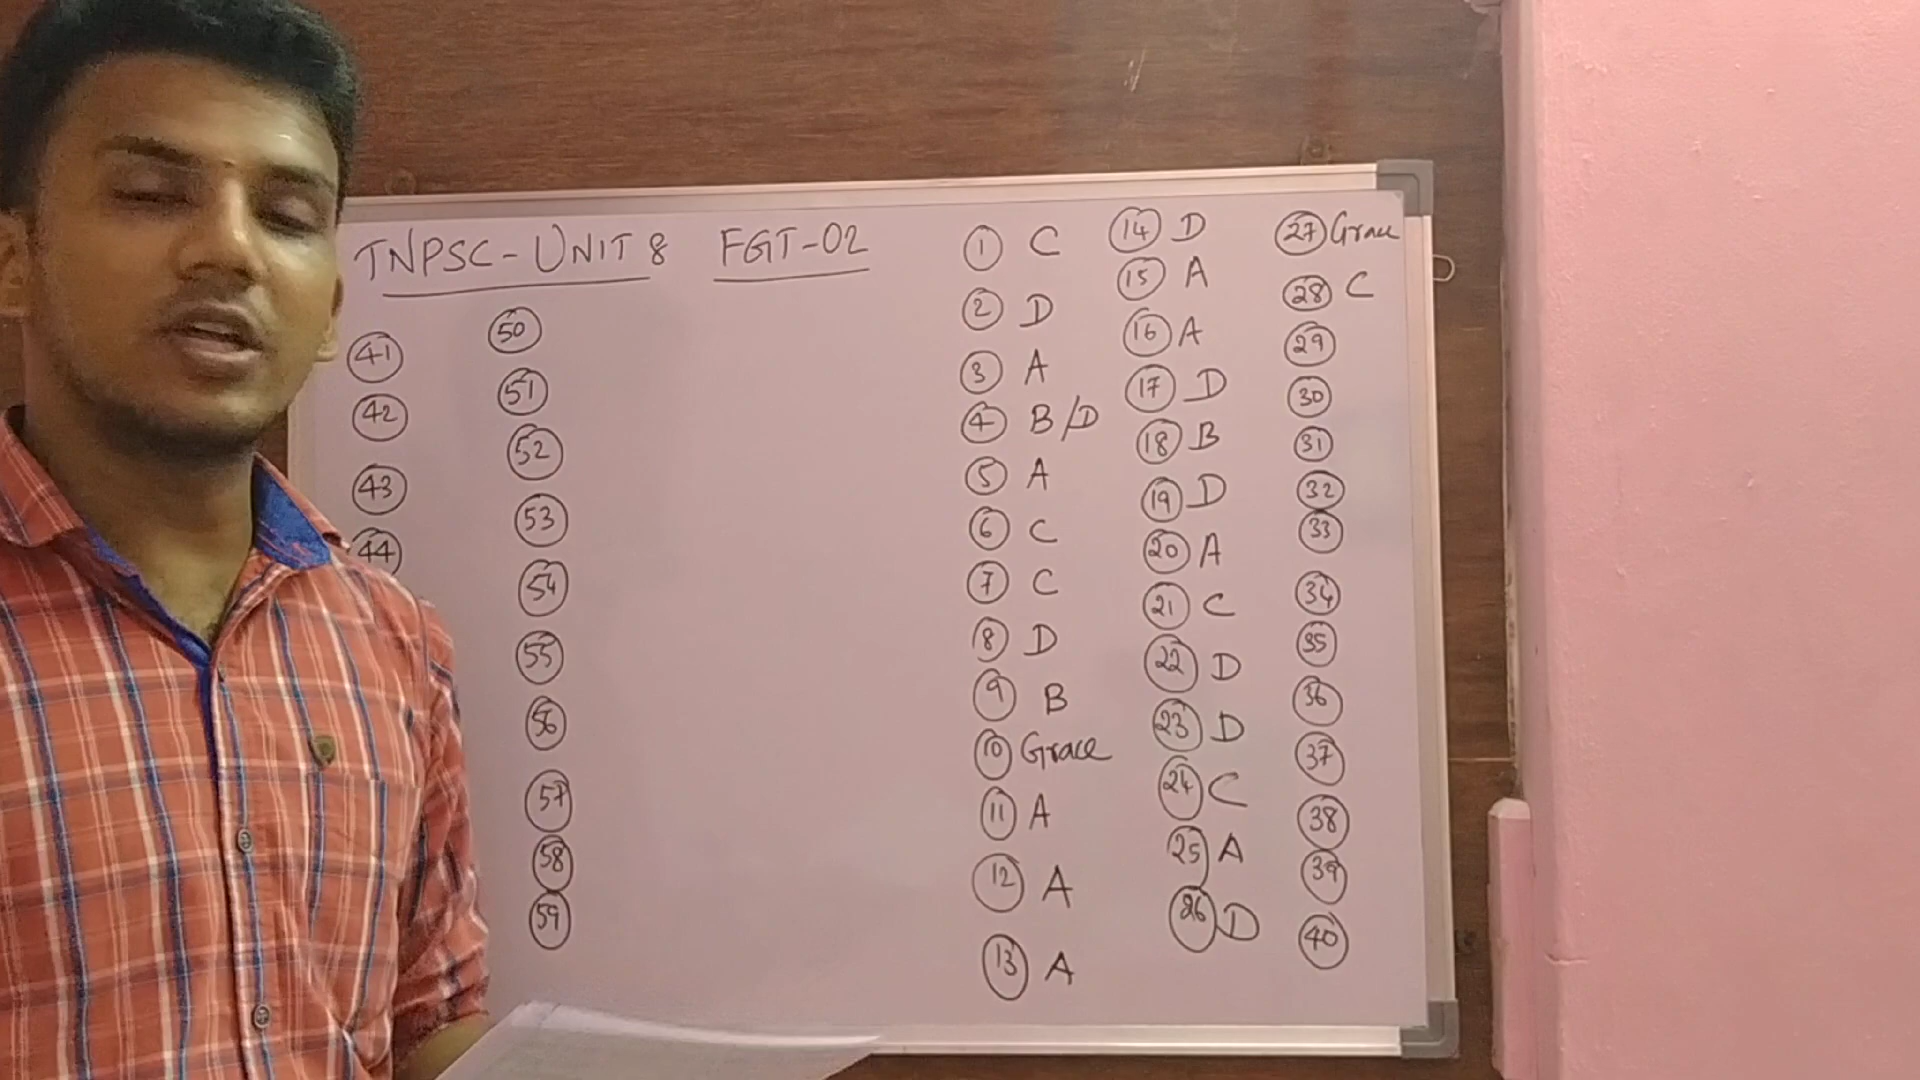 TNPSC - UNIT 8 FGT-02
41
42
43
44
50
51
52
53
54
55
56
57
58
59
1 C
2 D
3 A
4 B/D
5 A
6 C
7 C
8 D
9 B
10 Grace
11 A
12 A
13 A
14 D
15 A
16 A
17 D
18 B
19 D
20 A
21 C
22 D
23 D
24 C
25 A
26 D
27 Grace
28 C
29
30
31
32
33
34
35
36
37
38
39
40